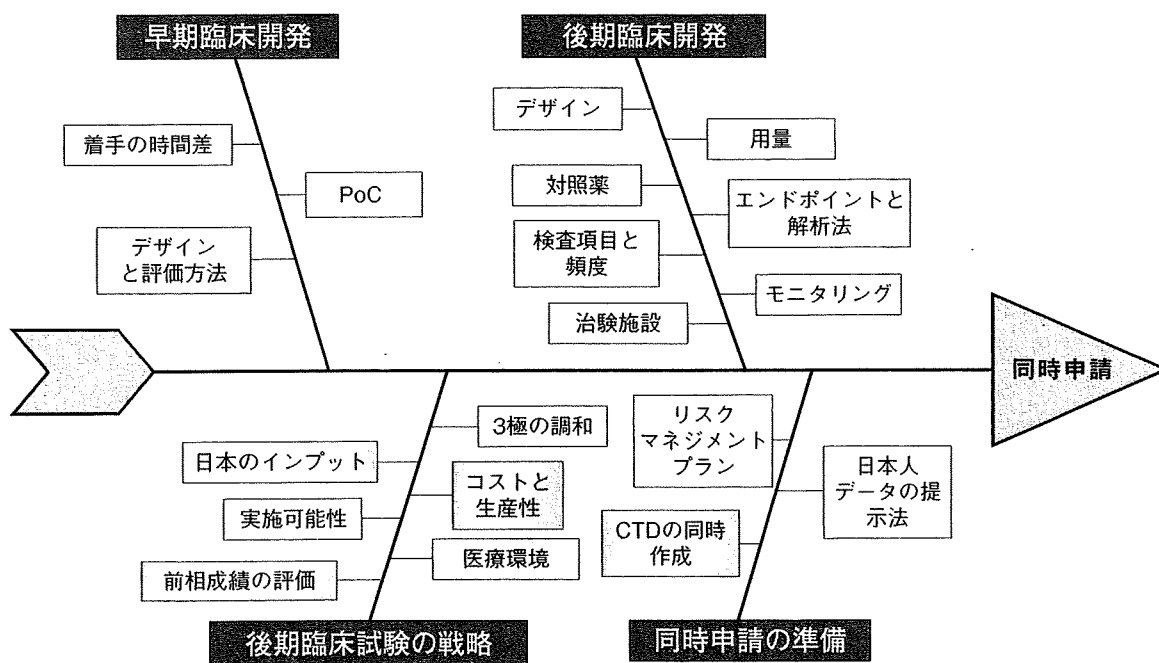 早期臨床開発
後期臨床開発
着手の時間差
PoC
デザイン
と評価方法
デザイン
用量
対照薬
エンドポイントと
解析法
検査項目と
頻度
モニタリング
治験施設
同時申請
3極の調和
日本のインプット
コストと
生産性
実施可能性
医療環境
前相成績の評価
リスク
マネジメント
プラン
日本人
データの提
示法
CTDの同時
作成
後期臨床試験の戦略
同時申請の準備